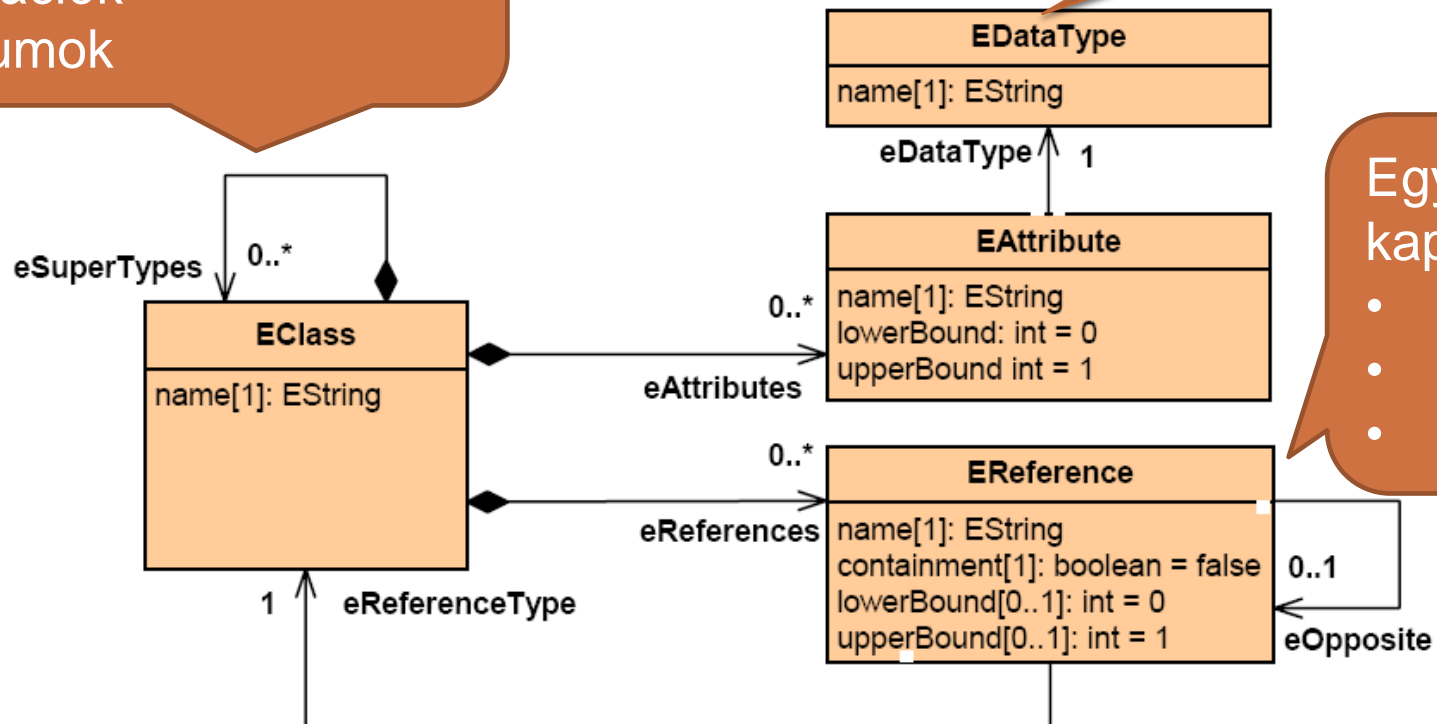 umok
EDataType
name[1]: EString
eDataType
1
Egy
kap
•
•
•
EAttribute
name[1]: EString
lowerBound: int = 0
upperBound int = 1
eSuperTypes
0..*
EClass
name[1]: EString
0..*
eAttributes
0..*
eReferences
EReference
name[1]: EString
containment[1]: boolean = false
lowerBound[0..1]: int = 0
upperBound[0..1]: int = 1
0..1
eOpposite
1
eReferenceType